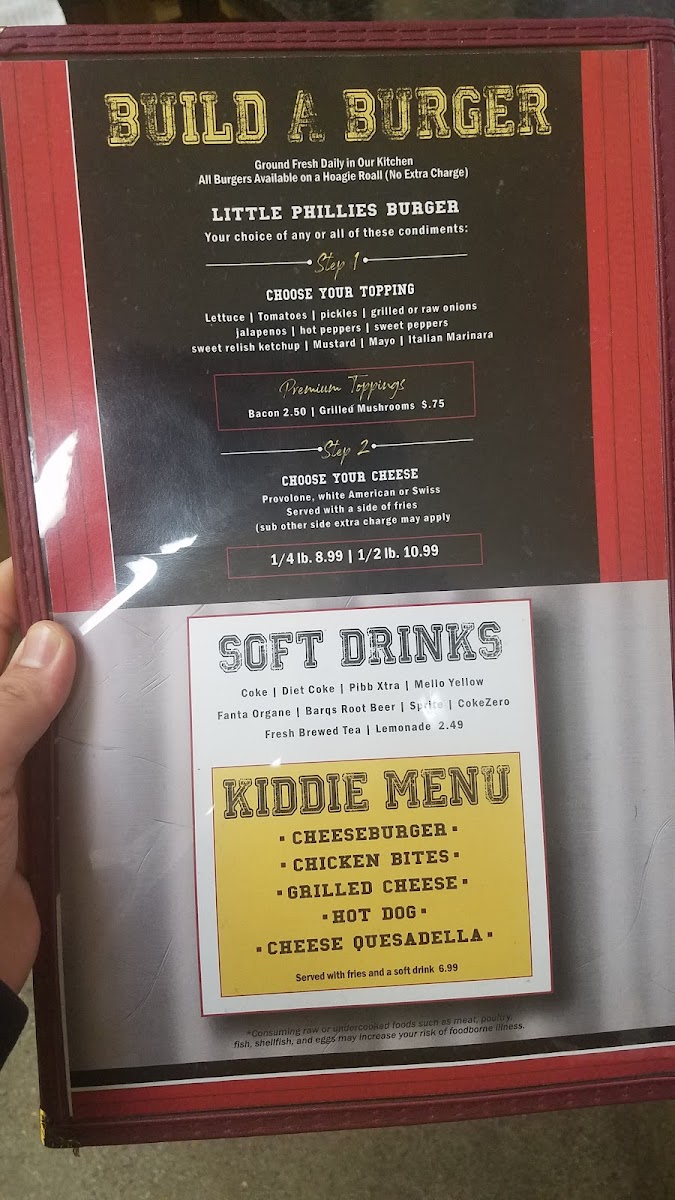 BUILD A BURGER
Ground Fresh Daily in Our Kitchen
All Burgers Available on a Hoagie Roall (No Extra Charge)
LITTLE PHILLIES BURGER
Your choice of any or all of these condiments:
Step 1
CHOOSE YOUR TOPPING
Lettuce | Tomatoes | pickles | grilled or raw onions
jalapenos | hot peppers | sweet peppers
sweet relish ketchup | Mustard | Mayo | Italian Marinara
Premium Toppings
Bacon 2.50 | Grilled Mushrooms $.75
Step 2
CHOOSE YOUR CHEESE
Provolone, white American or Swiss
Served with a side of fries
(sub other side extra charge may apply
1/4 lb. 8.99 | 1/2 lb. 10.99
SOFT DRINKS
Coke | Diet Coke | Pibb Xtra | Mello Yellow
Fanta Organe | Barqs Root Beer | Sprite | CokeZero
Fresh Brewed Tea | Lemonade 2.49
KIDDIE MENU
▪ CHEESEBURGER ▪
▪ CHICKEN BITES ▪
▪ GRILLED CHEESE ▪
▪ HOT DOG ▪
▪ CHEESE QUESADELLA ▪
Served with fries and a soft drink 6.99
*Consuming raw or undercooked foods such as meat, poultry,
fish, shellfish, and eggs may increase your risk of foodborne illness.